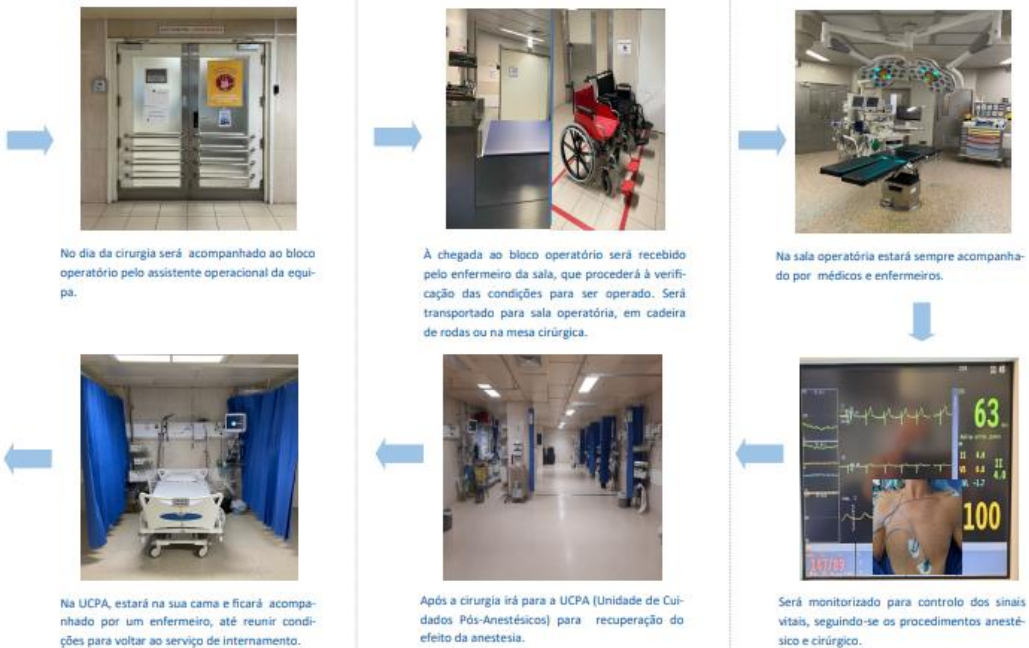 No dia da cirurgia será acompanhado ao bloco
operatório pelo assistente operacional da equi-
pa.
À chegada ao bloco operatório será recebido
pelo enfermeiro da sala, que procederá à verifi-
cação das condições para ser operado. Será
transportado para sala operatória, em cadeira
de rodas ou na mesa cirúrgica.
Na sala operatória estará sempre acompanha-
do por médicos e enfermeiros.
63
100
Será monitorizado para controlo dos sinais
vitais, seguindo-se os procedimentos anesté-
sico e cirúrgico.
Após a cirurgia irá para a UCPA (Unidade de Cui-
dados Pós-Anestésicos) para recuperação do
efeito da anestesia.
Na UCPA, estará na sua cama e ficará acompa-
nhado por um enfermeiro, até reunir condi-
ções para voltar ao serviço de internamento.